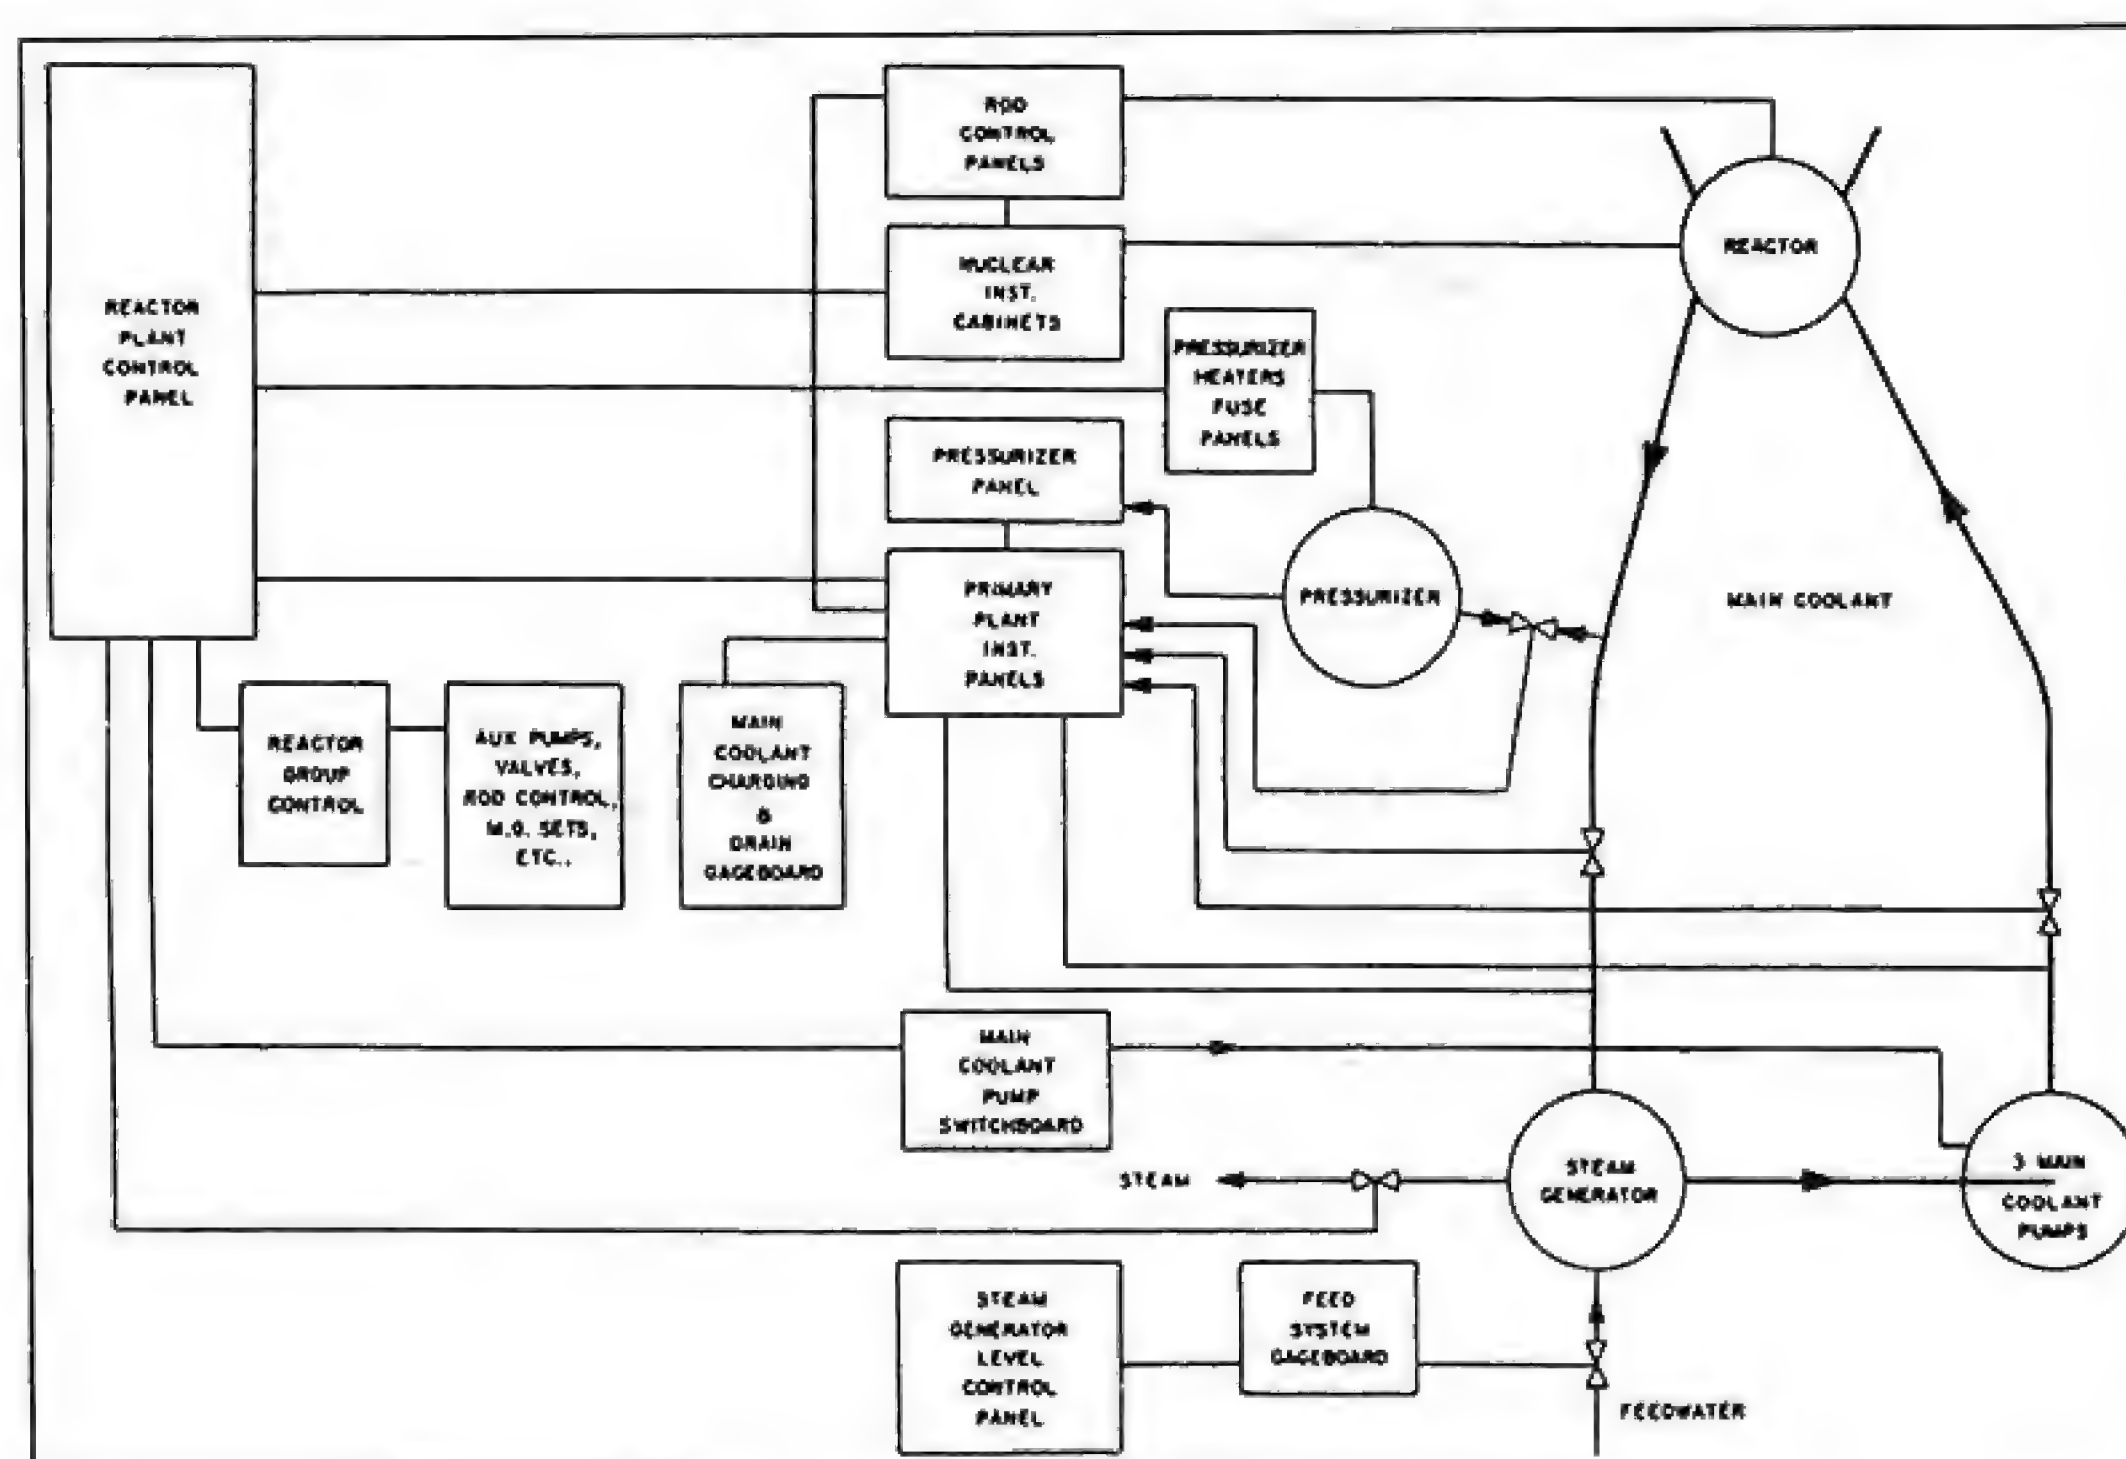 ROD
CONTROL
PANELS
REACTOR
PLANT
CONTROL
PANEL
NUCLEAR
INST.
CABINETS
REACTOR
PRESSURIZER
HEATERS
FUSE
PANELS
PRESSURIZER
PANEL
PRIMARY
PLANT
INST.
PANELS
PRESSURIZER
MAIN COOLANT
REACTOR
GROUP
CONTROL
AUX PUMPS,
VALVES,
ROD CONTROL,
M.G. SETS,
ETC.,
MAIN
COOLANT
CHARGING
&
DRAIN
GAGEBOARD
MAIN
COOLANT
PUMP
SWITCHBOARD
STEAM
STEAM
GENERATOR
3 MAIN
COOLANT
PUMPS
STEAM
GENERATOR
LEVEL
CONTROL
PANEL
FEED
SYSTEM
GAGEBOARD
FEEDWATER